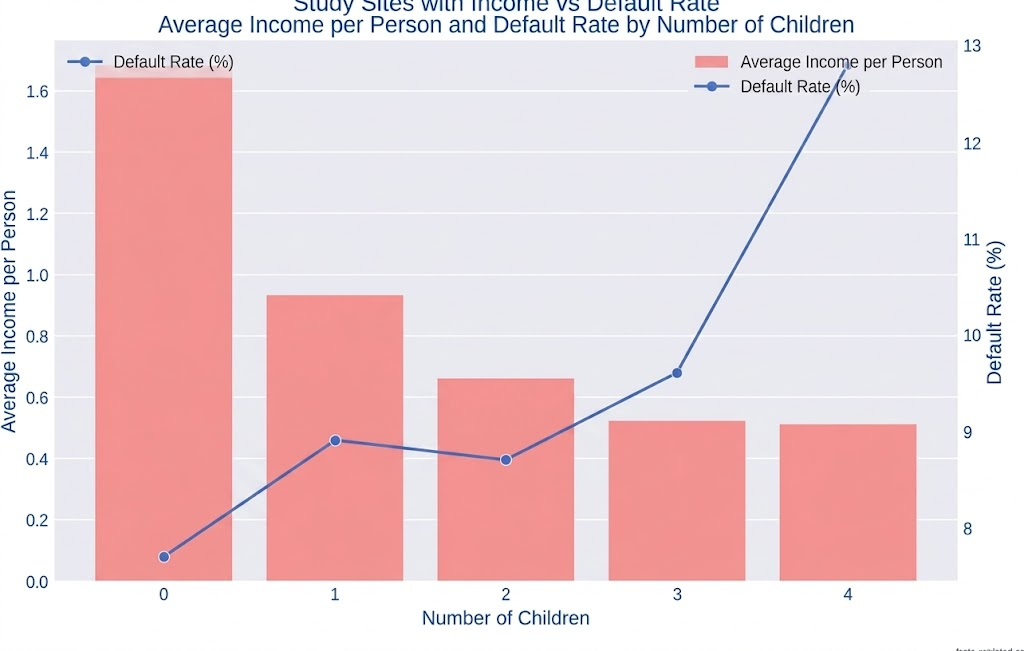 Study Sites with Income vs Default Rate
Average Income per Person and Default Rate by Number of Children
Default Rate (%)
Average Income per Person
Default Rate (%)
Average Income per Person
1.6
1.4
1.2
1.0
0.8
0.6
0.4
0.2
0.0
13
12
11
10
9
8
Default Rate (%)
0 1 2 3 4
Number of Children